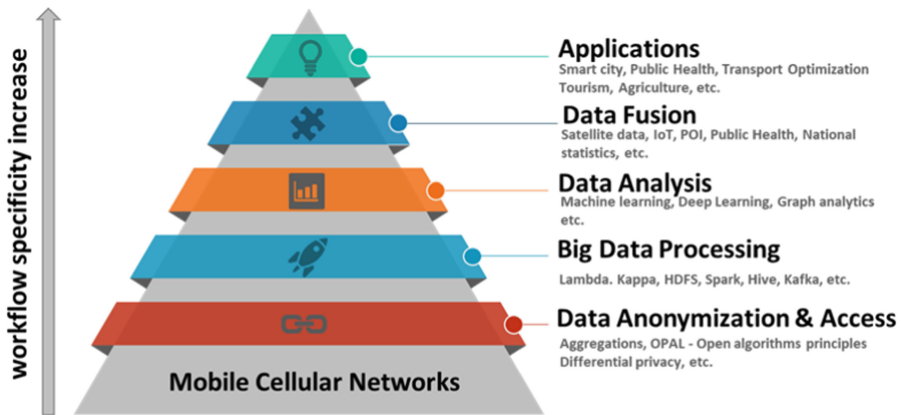 workflow specificity increase
Applications
Smart city, Public Health, Transport Optimization
Tourism, Agriculture, etc.
Data Fusion
Satellite data, IoT, POI, Public Health, National
statistics, etc.
Data Analysis
Machine learning, Deep Learning, Graph analytics
etc.
Big Data Processing
Lambda. Kappa, HDFS, Spark, Hive, Kafka, etc.
Data Anonymization & Access
Aggregations, OPAL - Open algorithms principles
Differential privacy, etc.
Mobile Cellular Networks